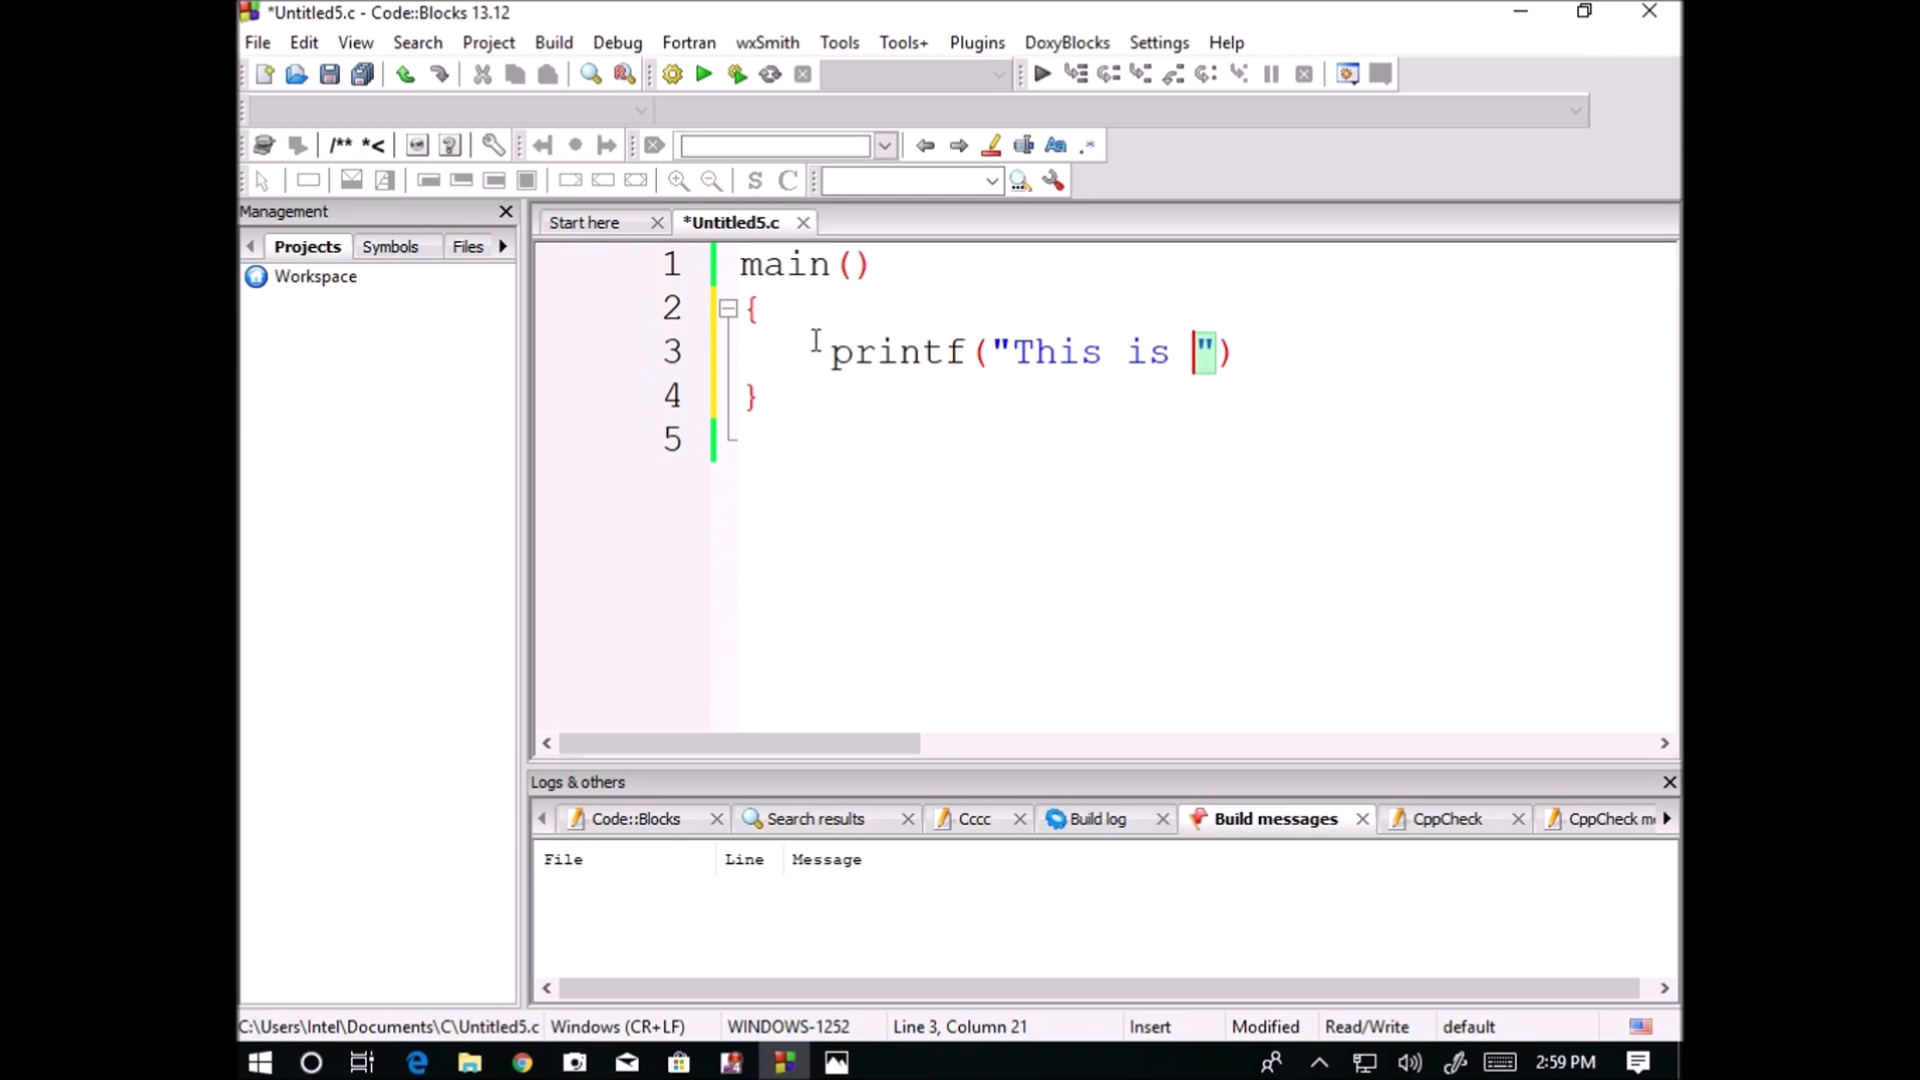 *Untitled5.c - Code::Blocks 13.12
File Edit View Search Project Build Debug Fortran wxSmith Tools Tools+ Plugins DoxyBlocks Settings Help
/** *<
Aa .*
S C
Management
Projects Symbols Files
Workspace
Start here *Untitled5.c
1 main()
2 {
3 printf("This is ")
4 }
5
Logs & others
Code::Blocks Search results Cccc Build log Build messages CppCheck CppCheck m
File Line Message
C:\Users\Intel\Documents\C\Untitled5.c Windows (CR+LF) WINDOWS-1252 Line 3, Column 21 Insert Modified Read/Write default
2:59 PM